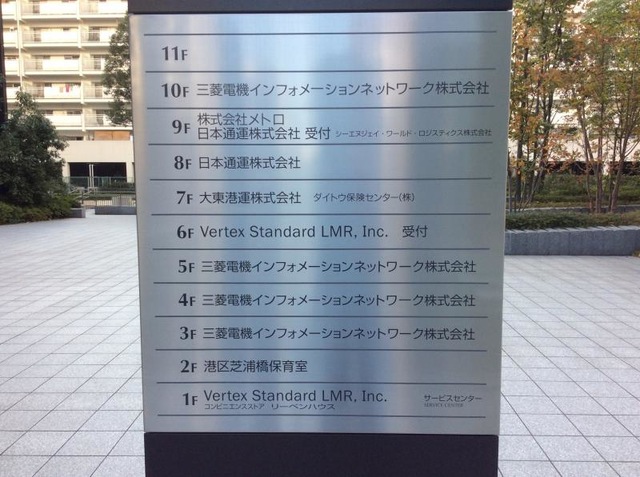 11F
10F 三菱電機インフォメーションネットワーク株式会社
9F 株式会社メトロ
日本通運株式会社 受付 シーエヌジェイ・ワールド・ロジスティクス株式会社
8F 日本通運株式会社
7F 大東港運株式会社 ダイトウ保険センター(株)
6F Vertex Standard LMR, Inc. 受付
5F 三菱電機インフォメーションネットワーク株式会社
4F 三菱電機インフォメーションネットワーク株式会社
3F 三菱電機インフォメーションネットワーク株式会社
2F 港区芝浦橋保育室
1F Vertex Standard LMR, Inc. サービスセンター
コンビニエンスストア リーベンハウス SERVICE CENTER